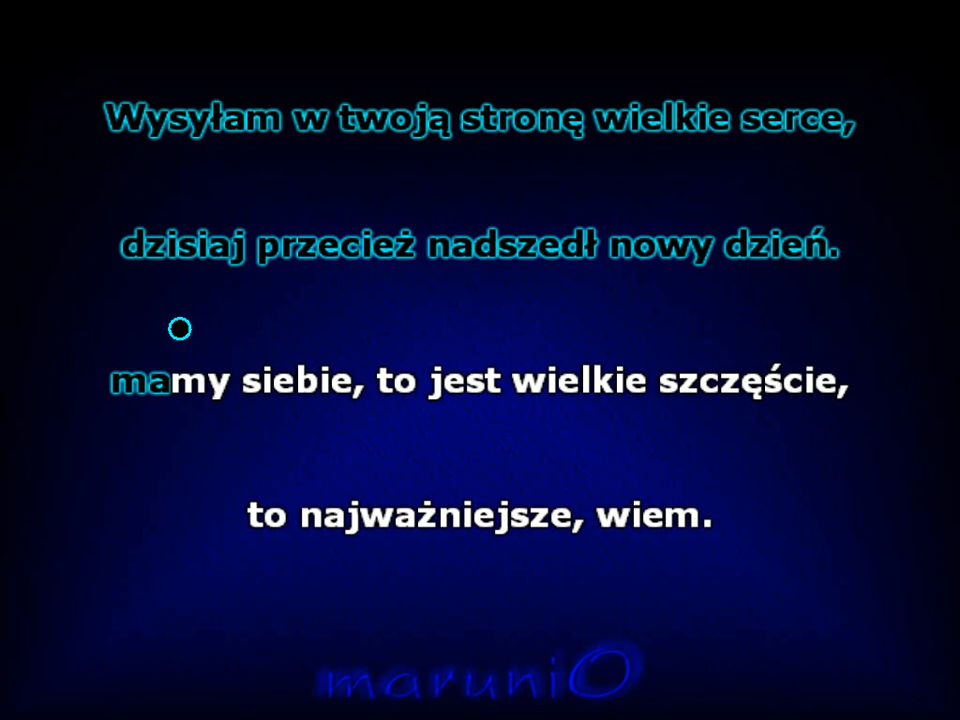 Wysyłam w twoją stronę wielkie serce,
dzisiaj przecież nadszedł nowy dzień.
mamy siebie, to jest wielkie szczęście,
to najważniejsze, wiem.
maruniO